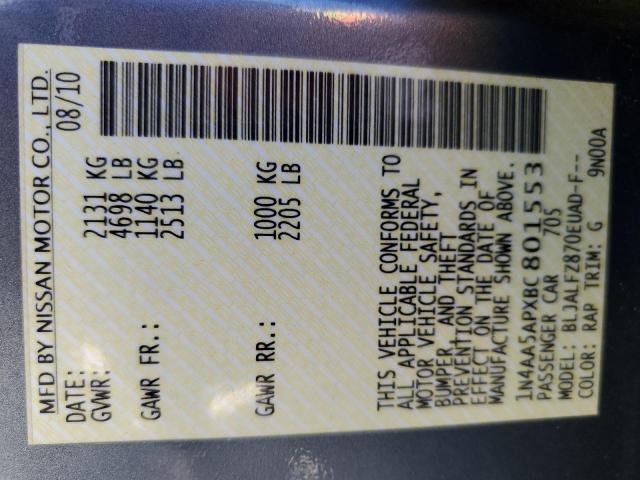 MFD BY NISSAN MOTOR CO., LTD.
DATE: 08/10
GVWR: 2131 KG
4698 LB
GAWR FR.: 1140 KG
2513 LB
GAWR RR.: 1000 KG
2205 LB
THIS VEHICLE CONFORMS TO
ALL APPLICABLE FEDERAL
MOTOR VEHICLE SAFETY,
BUMPER, AND THEFT
PREVENTION STANDARDS IN
EFFECT ON THE DATE OF
MANUFACTURE SHOWN ABOVE.
1N4AA5APXBC801553
PASSENGER CAR 705
MODEL: BLJALFZ870EUAD-F--
COLOR: RAP TRIM: G 9N00A